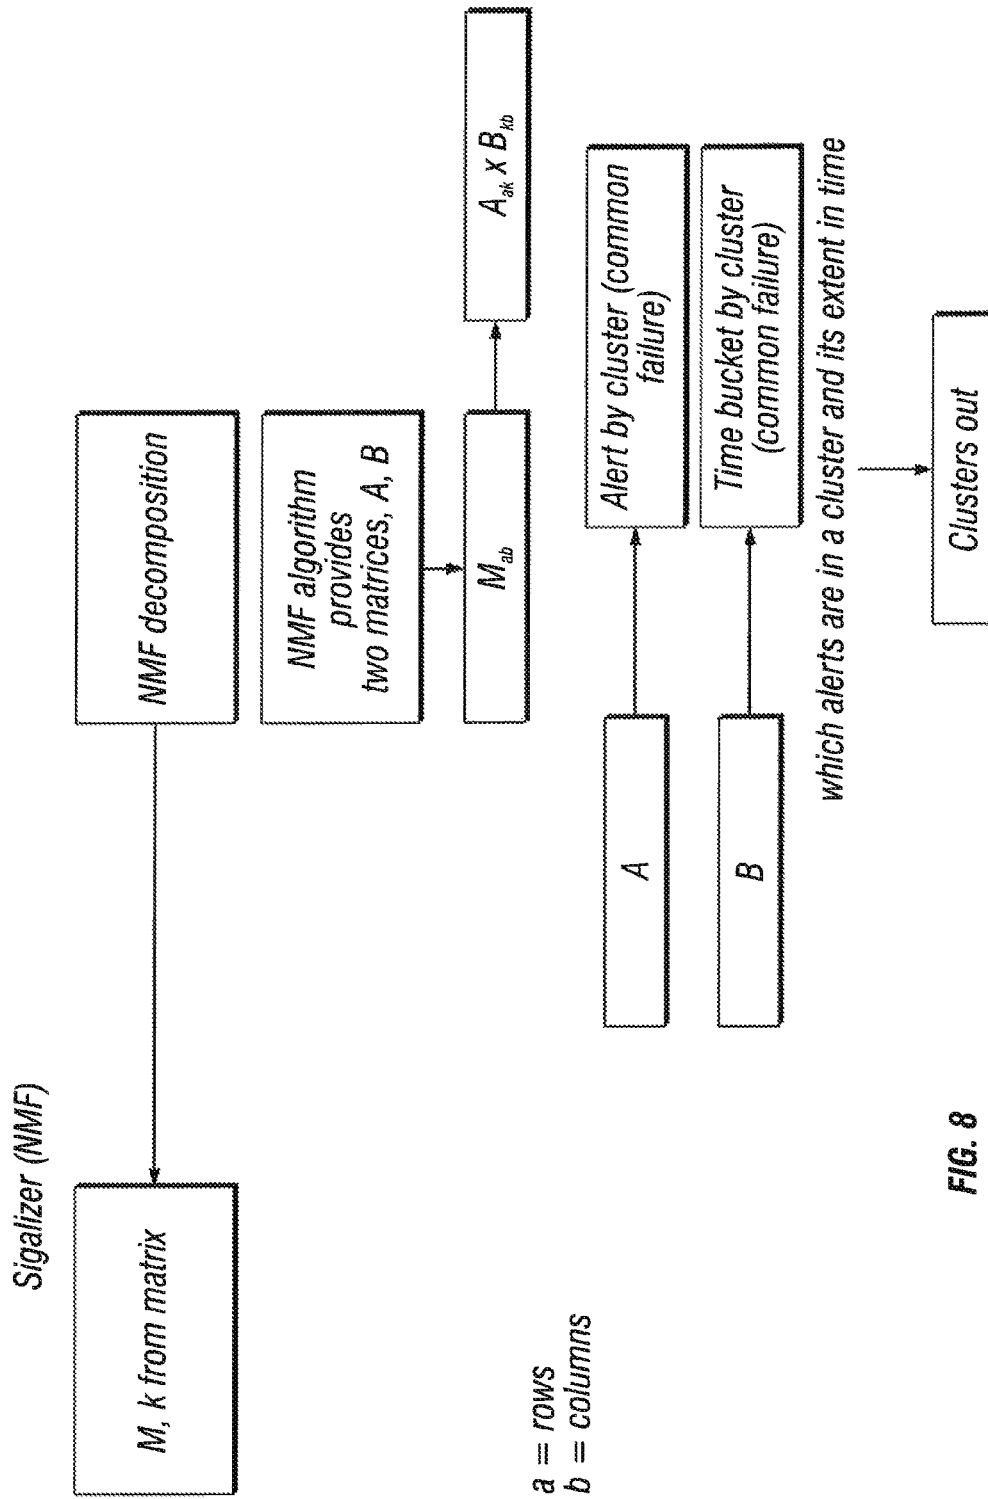 Sigalizer (NMF)
M, k from matrix
NMF decomposition
NMF algorithm
provides
two matrices, A, B
a = rows
b = columns
M_ab
A_ak x B_kb
A
Alert by cluster (common
failure)
B
Time bucket by cluster
(common failure)
which alerts are in a cluster and its extent in time
Clusters out
FIG. 8